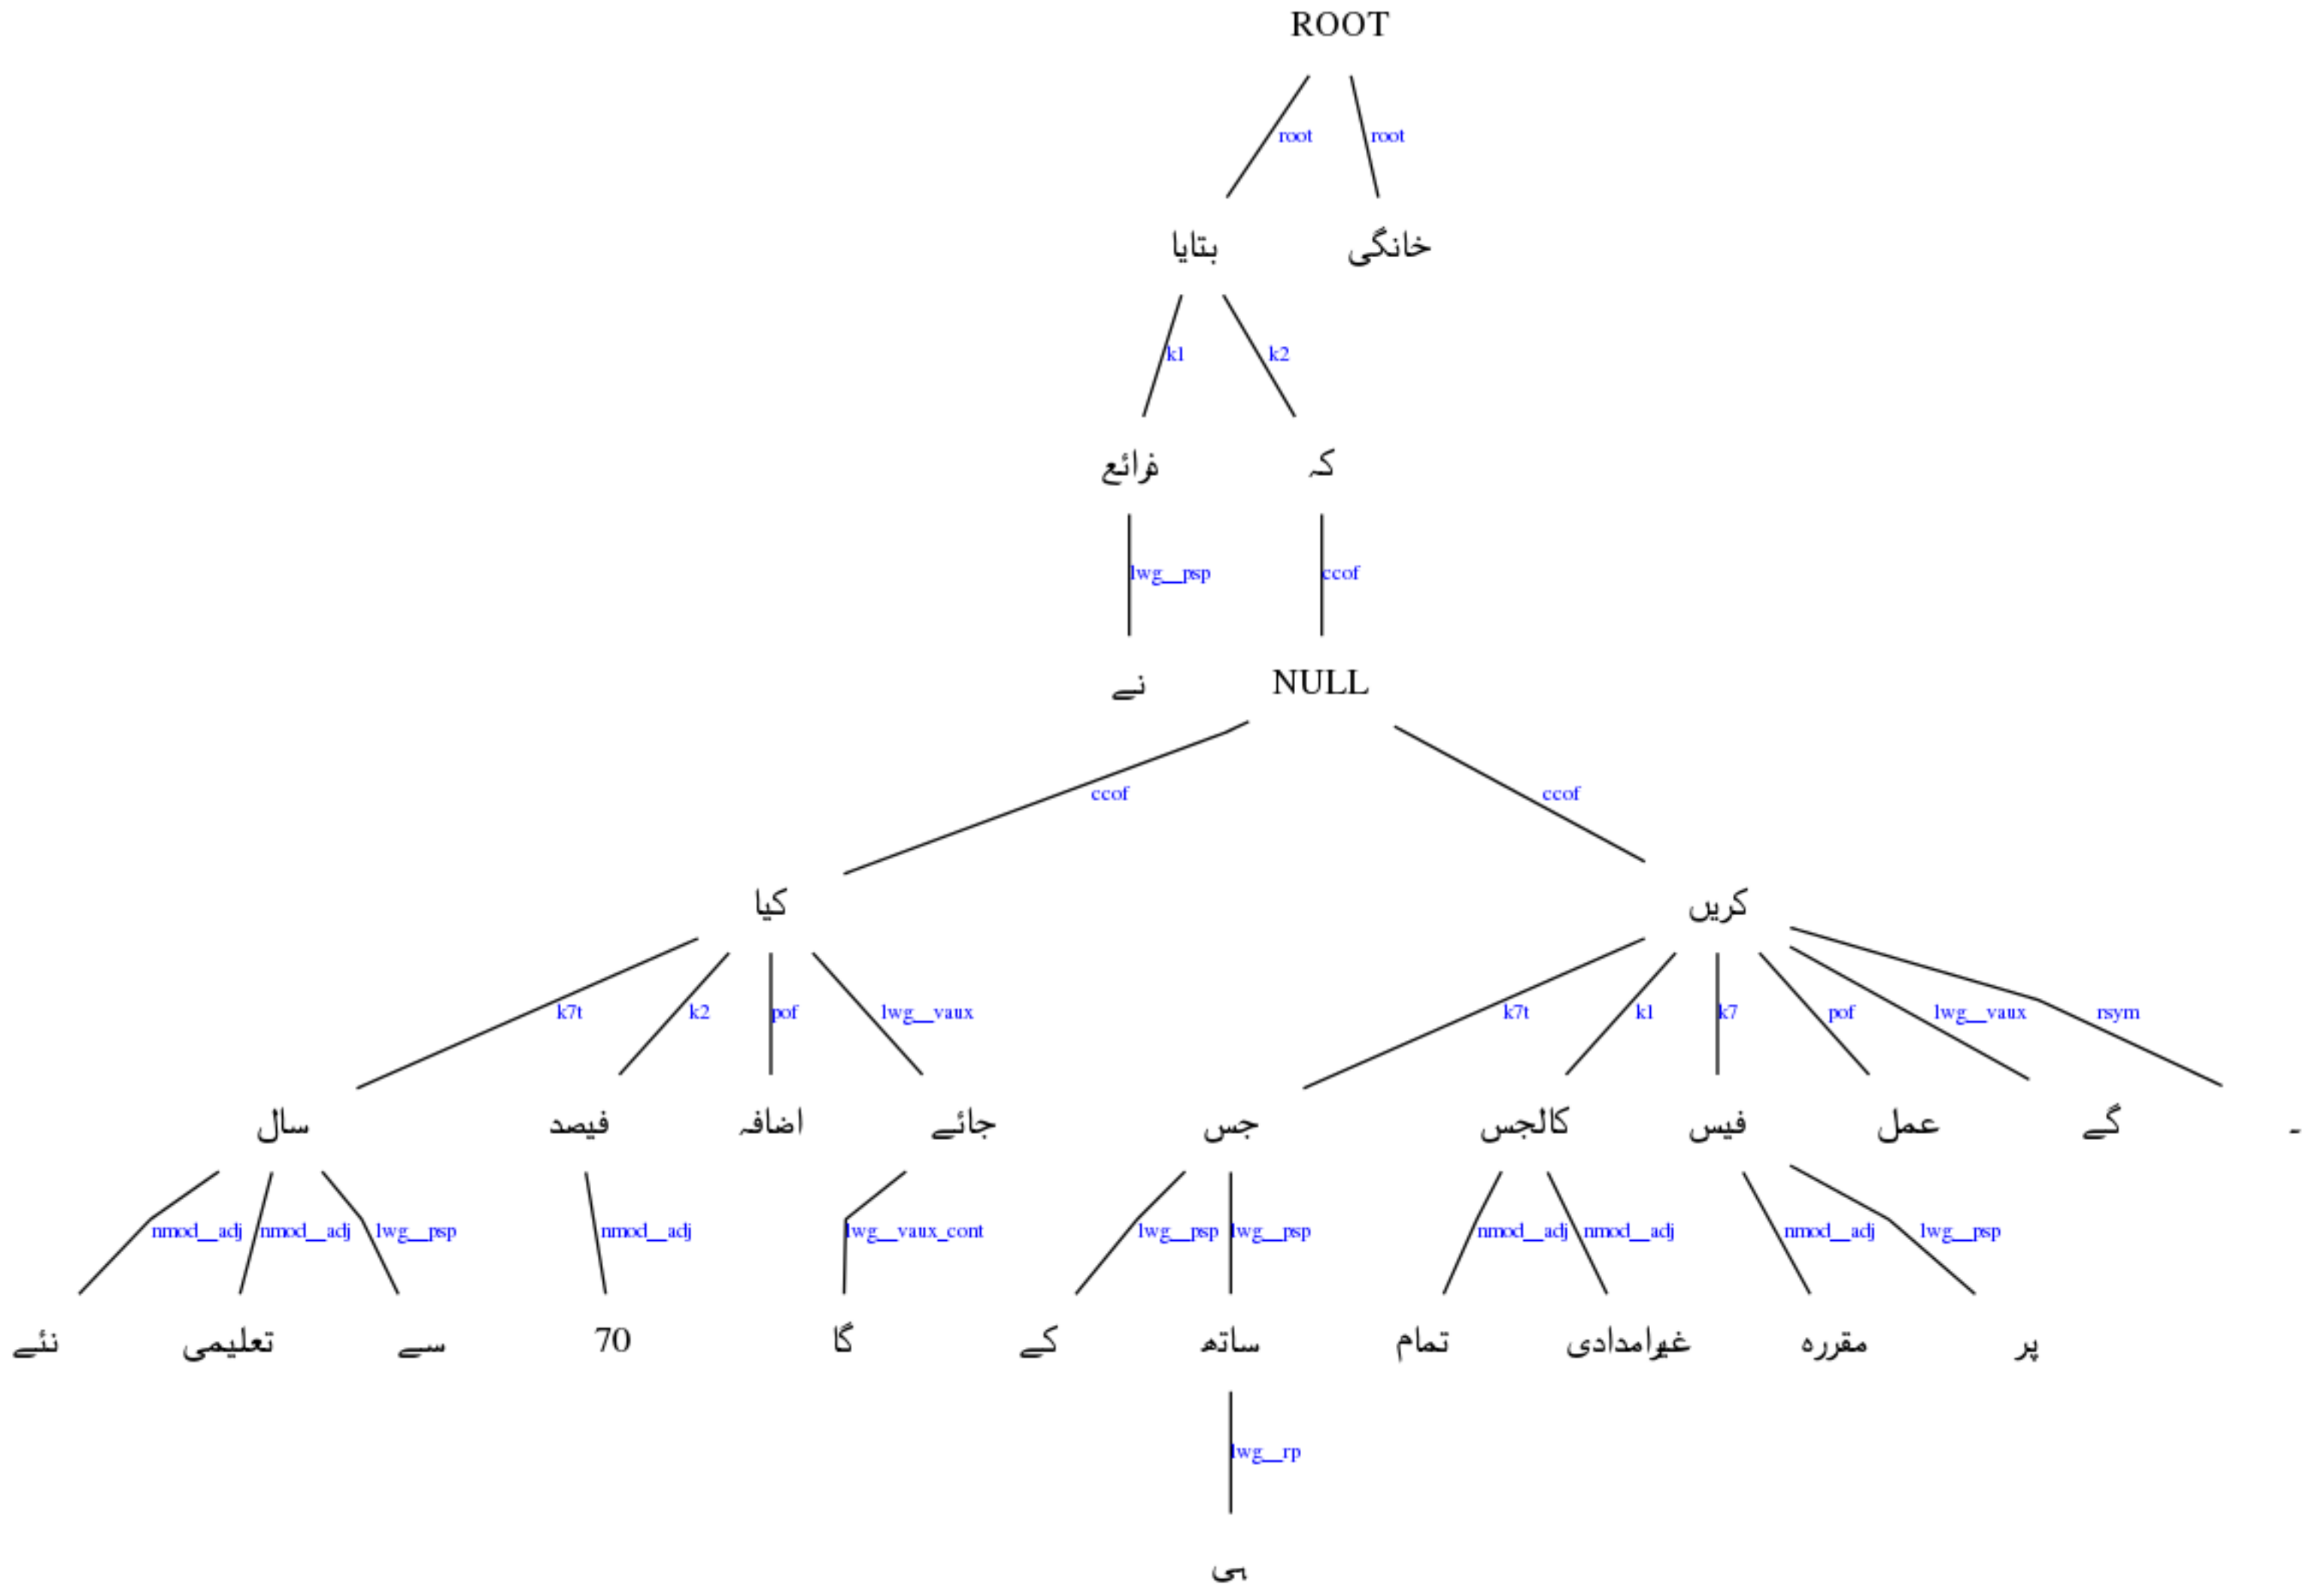 ROOT
root root
بتایا خانگی
k1 k2
ذرائع کہ
lwg__psp ccof
نے NULL
ccof ccof
کیا کریں
k7t k2 pof lwg__vaux k7t k1 k7 pof lwg__vaux rsym
سال فیصد اضافہ جائے جس کالجس فیس عمل گے ۔
nmod__adj nmod__adj lwg__psp nmod__adj lwg__vaux_cont lwg__psp lwg__psp nmod__adj nmod__adj nmod__adj lwg__psp
نئے تعلیمی سے 70 گا کے ساتھ تمام غیرامدادی مقررہ پر
lwg__rp
ہی